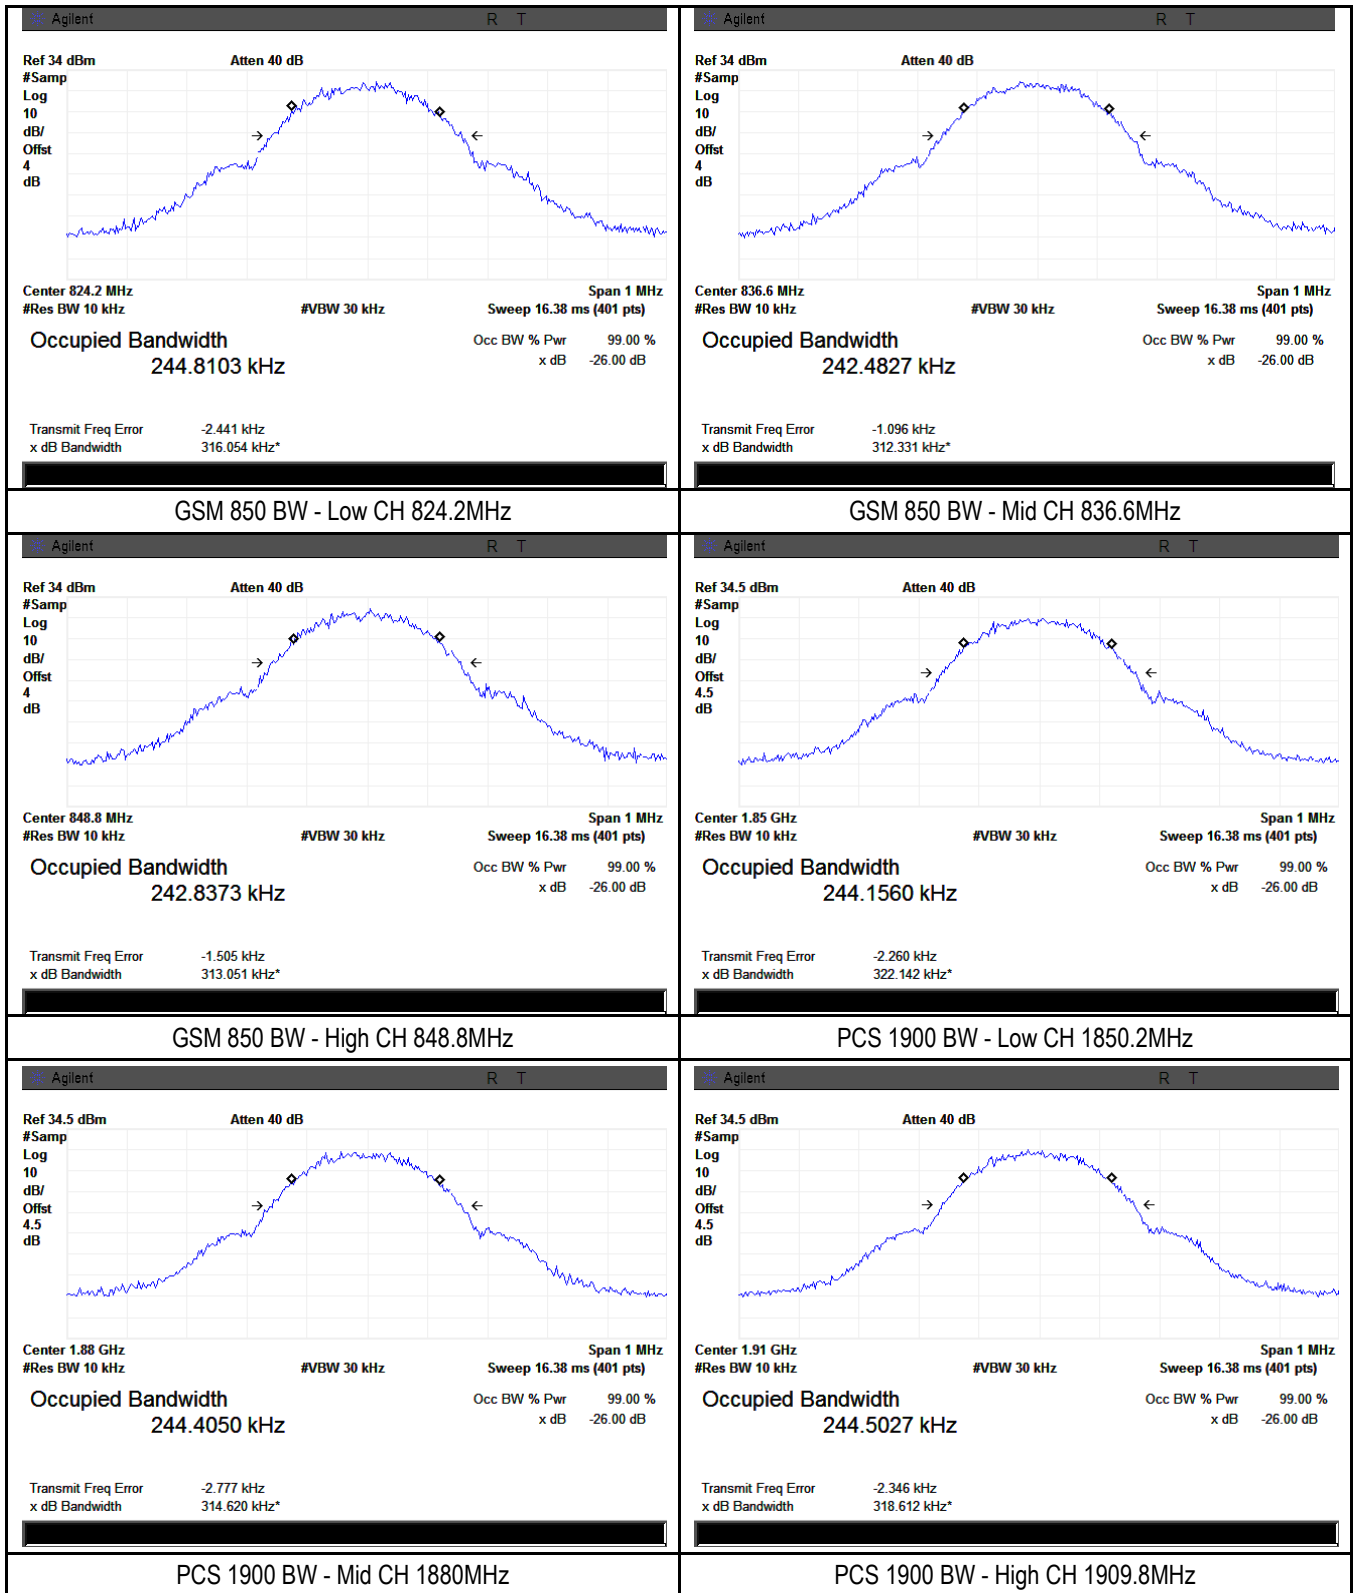 Agilent R T
Ref 34 dBm Atten 40 dB
#Samp
Log
10
dB/
Offst
4
dB
Center 824.2 MHz Span 1 MHz
#Res BW 10 kHz #VBW 30 kHz Sweep 16.38 ms (401 pts)
Occupied Bandwidth Occ BW % Pwr 99.00 %
244.8103 kHz x dB -26.00 dB
Transmit Freq Error -2.441 kHz
x dB Bandwidth 316.054 kHz*
GSM 850 BW - Low CH 824.2MHz
Agilent R T
Ref 34 dBm Atten 40 dB
#Samp
Log
10
dB/
Offst
4
dB
Center 836.6 MHz Span 1 MHz
#Res BW 10 kHz #VBW 30 kHz Sweep 16.38 ms (401 pts)
Occupied Bandwidth Occ BW % Pwr 99.00 %
242.4827 kHz x dB -26.00 dB
Transmit Freq Error -1.096 kHz
x dB Bandwidth 312.331 kHz*
GSM 850 BW - Mid CH 836.6MHz
Agilent R T
Ref 34 dBm Atten 40 dB
#Samp
Log
10
dB/
Offst
4
dB
Center 848.8 MHz Span 1 MHz
#Res BW 10 kHz #VBW 30 kHz Sweep 16.38 ms (401 pts)
Occupied Bandwidth Occ BW % Pwr 99.00 %
242.8373 kHz x dB -26.00 dB
Transmit Freq Error -1.505 kHz
x dB Bandwidth 313.051 kHz*
GSM 850 BW - High CH 848.8MHz
Agilent R T
Ref 34.5 dBm Atten 40 dB
#Samp
Log
10
dB/
Offst
4.5
dB
Center 1.85 GHz Span 1 MHz
#Res BW 10 kHz #VBW 30 kHz Sweep 16.38 ms (401 pts)
Occupied Bandwidth Occ BW % Pwr 99.00 %
244.1560 kHz x dB -26.00 dB
Transmit Freq Error -2.260 kHz
x dB Bandwidth 322.142 kHz*
PCS 1900 BW - Low CH 1850.2MHz
Agilent R T
Ref 34.5 dBm Atten 40 dB
#Samp
Log
10
dB/
Offst
4.5
dB
Center 1.88 GHz Span 1 MHz
#Res BW 10 kHz #VBW 30 kHz Sweep 16.38 ms (401 pts)
Occupied Bandwidth Occ BW % Pwr 99.00 %
244.4050 kHz x dB -26.00 dB
Transmit Freq Error -2.777 kHz
x dB Bandwidth 314.620 kHz*
PCS 1900 BW - Mid CH 1880MHz
Agilent R T
Ref 34.5 dBm Atten 40 dB
#Samp
Log
10
dB/
Offst
4.5
dB
Center 1.91 GHz Span 1 MHz
#Res BW 10 kHz #VBW 30 kHz Sweep 16.38 ms (401 pts)
Occupied Bandwidth Occ BW % Pwr 99.00 %
244.5027 kHz x dB -26.00 dB
Transmit Freq Error -2.346 kHz
x dB Bandwidth 318.612 kHz*
PCS 1900 BW - High CH 1909.8MHz